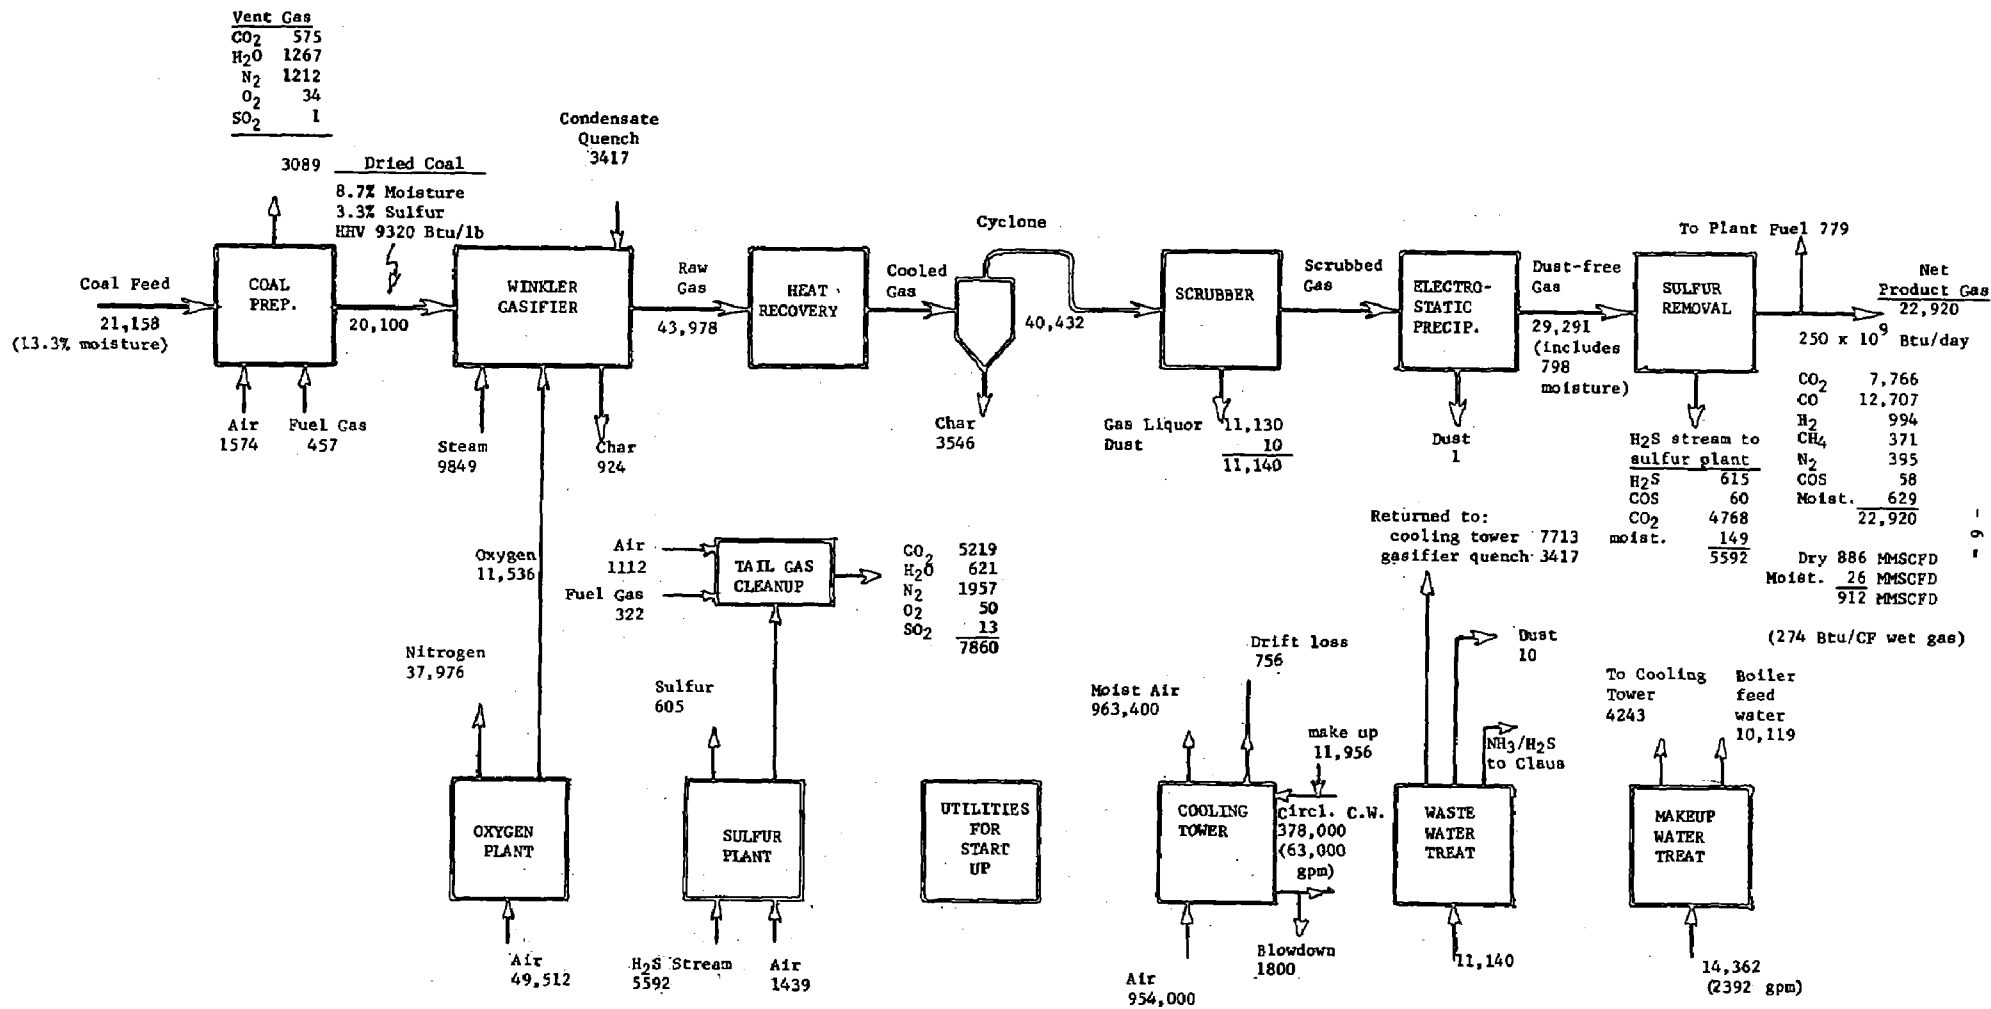 Vent Gas
CO2 575
H2O 1267
N2 1212
O2 34
SO2 1
3089
Dried Coal
8.7% Moisture
3.3% Sulfur
HHV 9320 Btu/lb
Condensate
Quench
3417
Coal Feed
21,158
(13.3% moisture)
COAL
PREP.
20,100
Air
1574
Fuel Gas
457
WINKLER
GASIFIER
Steam
9849
Char
924
Raw
Gas
43,978
HEAT
RECOVERY
Cooled
Gas
Cyclone
40,432
Char
3546
SCRUBBER
Gas Liquor 11,130
Dust 10
11,140
Scrubbed
Gas
ELECTRO-
STATIC
PRECIP.
Dust
1
Dust-free
Gas
29,291
(includes
798
moisture)
SULFUR
REMOVAL
To Plant Fuel 779
Net
Product Gas
22,920
250 x 10^9 Btu/day
CO2 7,766
CO 12,707
H2 994
CH4 371
N2 395
COS 58
Moist. 629
22,920
Dry 886 MMSCFD
Moist. 26 MMSCFD
912 MMSCFD
(274 Btu/CF wet gas)
H2S stream to
sulfur plant
H2S 615
COS 60
CO2 4768
moist. 149
5592
- 9 -
Oxygen
11,536
Nitrogen
37,976
OXYGEN
PLANT
Air
49,512
Air
1112
Fuel Gas
322
TAIL GAS
CLEANUP
CO2 5219
H2O 621
N2 1957
O2 50
SO2 13
7860
Sulfur
605
SULFUR
PLANT
H2S Stream
5592
Air
1439
UTILITIES
FOR
START
UP
Moist Air
963,400
Drift loss
756
make up
11,956
COOLING
TOWER
Circl. C.W.
378,000
(63,000
gpm)
Blowdown
1800
Air
954,000
Returned to:
cooling tower 7713
gasifier quench 3417
Dust
10
NH3/H2S
to Claus
WASTE
WATER
TREAT
11,140
To Cooling
Tower
4243
Boiler
feed
water
10,119
MAKEUP
WATER
TREAT
14,362
(2392 gpm)